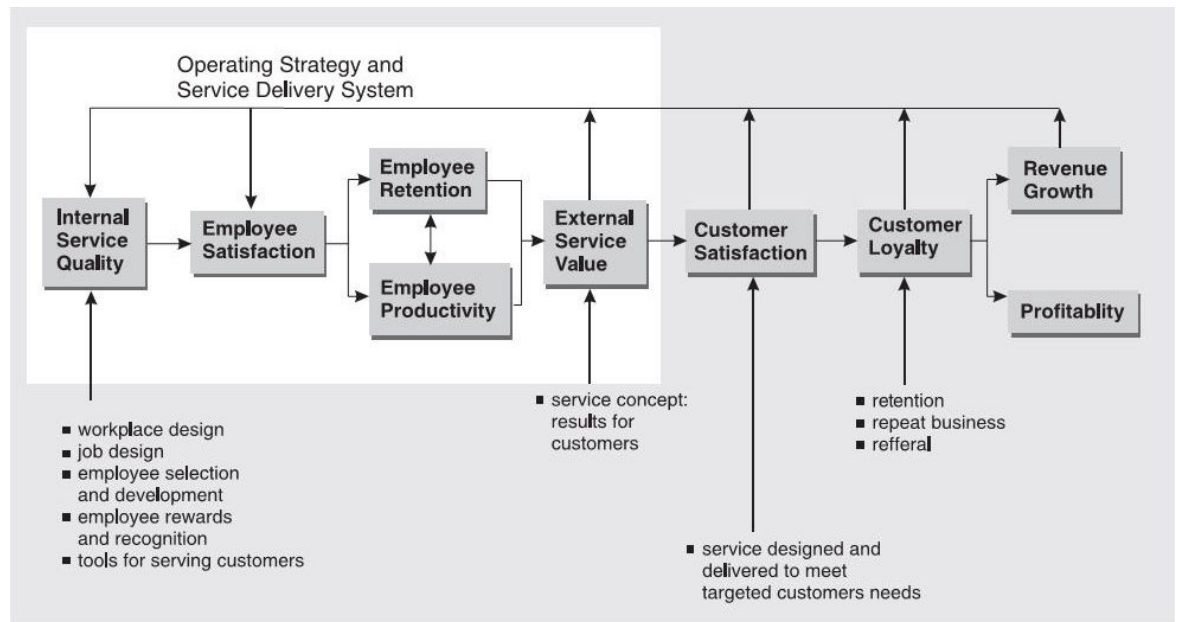 Operating Strategy and
Service Delivery System
Internal
Service
Quality
Employee
Satisfaction
Employee
Retention
Employee
Productivity
External
Service
Value
Customer
Satisfaction
Customer
Loyalty
Revenue
Growth
Profitablity
■ workplace design
■ job design
■ employee selection
and development
■ employee rewards
and recognition
■ tools for serving customers
■ service concept:
results for
customers
■ service designed and
delivered to meet
targeted customers needs
■ retention
■ repeat business
■ refferal